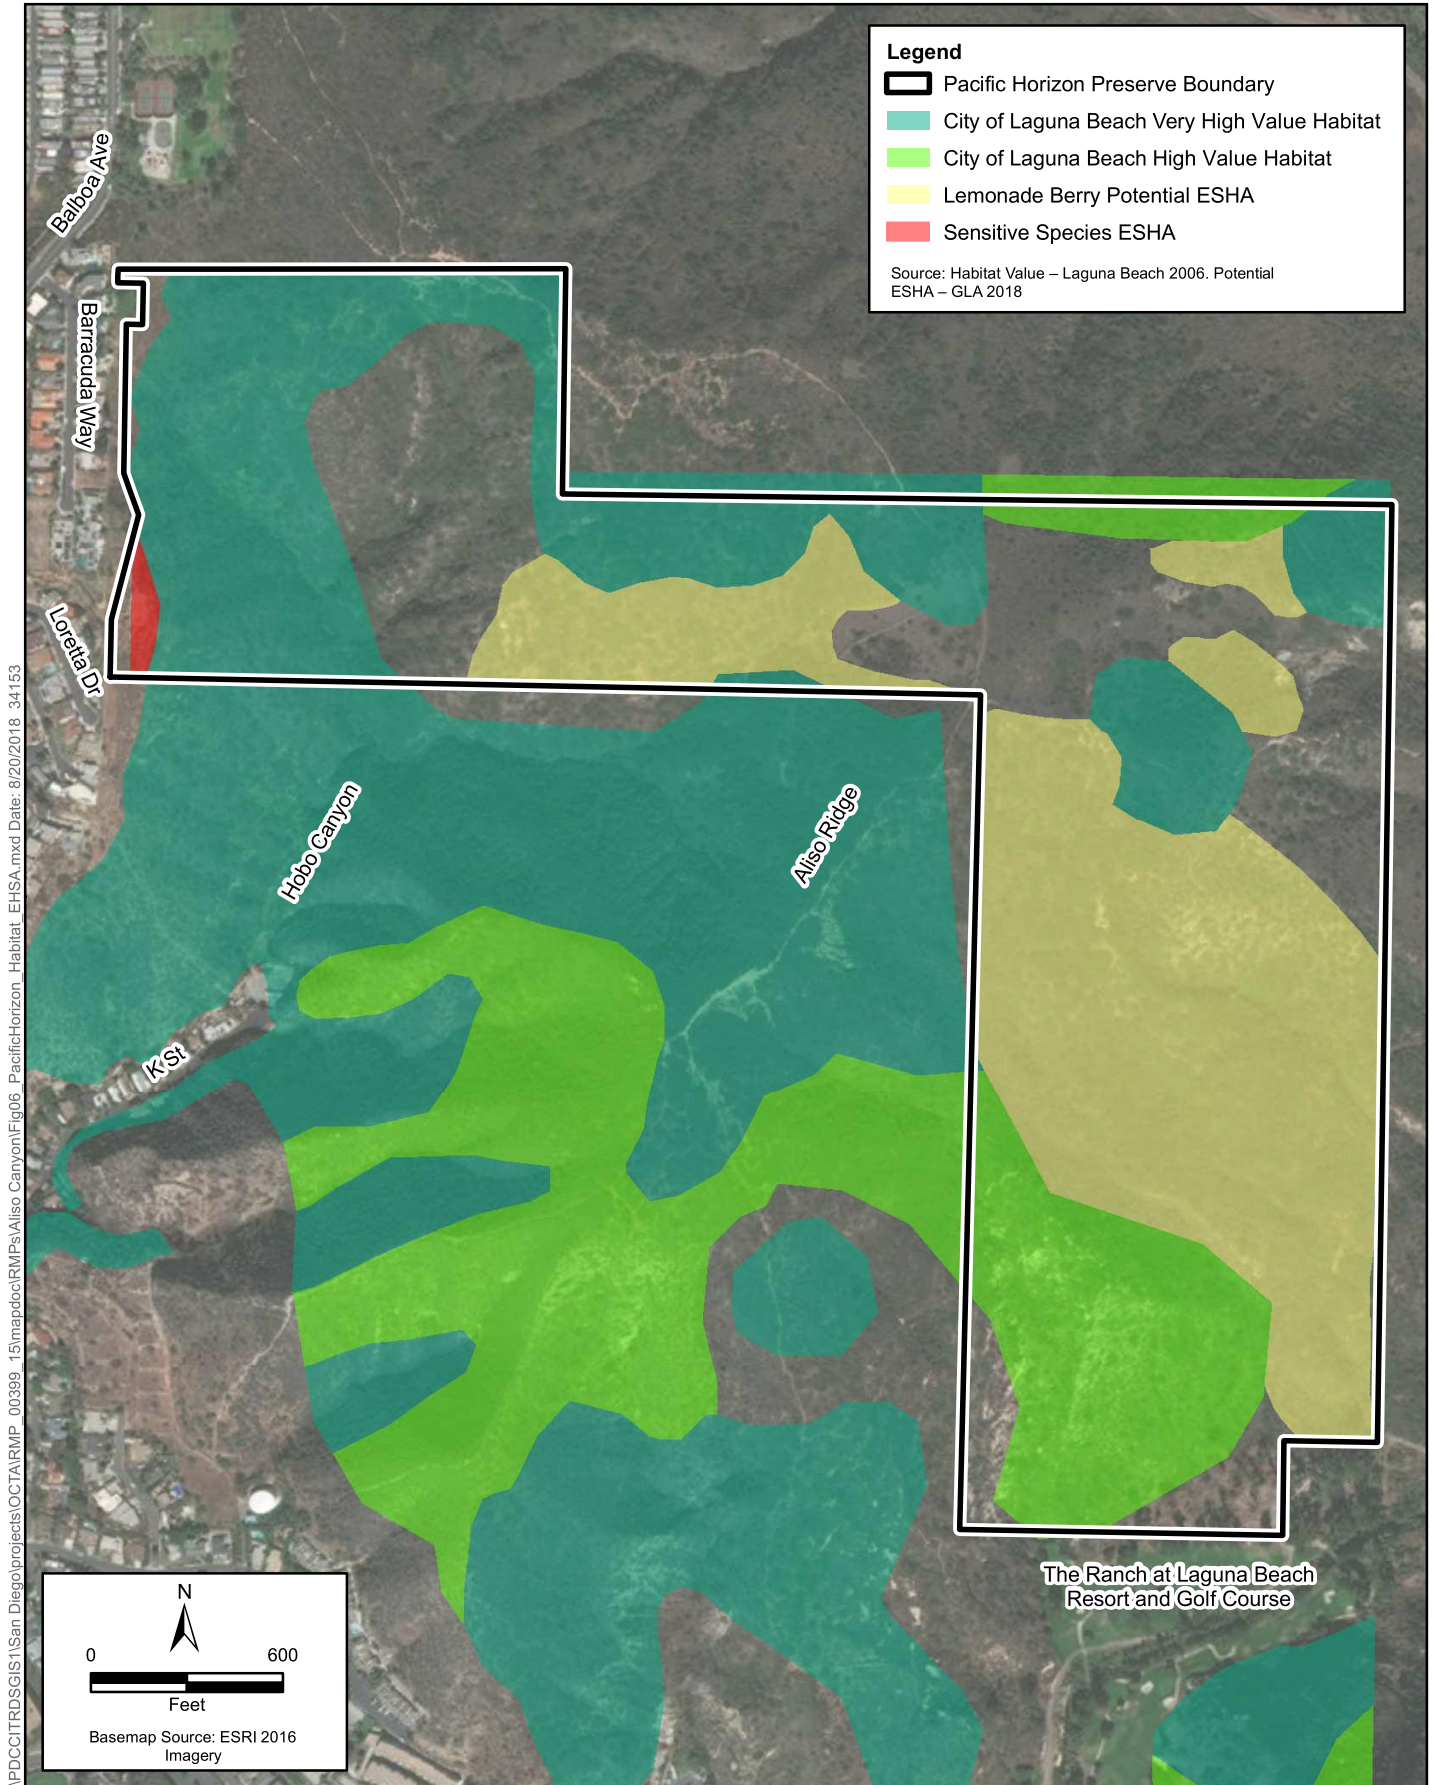 Legend
Pacific Horizon Preserve Boundary
City of Laguna Beach Very High Value Habitat
City of Laguna Beach High Value Habitat
Lemonade Berry Potential ESHA
Sensitive Species ESHA
Source: Habitat Value – Laguna Beach 2006. Potential
ESHA – GLA 2018
Balboa Ave
Barracuda Way
Loretta Dr
Hobo Canyon
Aliso Ridge
K St
The Ranch at Laguna Beach
Resort and Golf Course
N
0 600
Feet
Basemap Source: ESRI 2016
Imagery
\PDCCITRDSGIS1\San Diego\projects\OCTA\RMP_00399_15\mapdoc\RMPs\Aliso Canyon\Fig06_PacificHorizon_Habitat_EHSA.mxd Date: 8/20/2018 34153